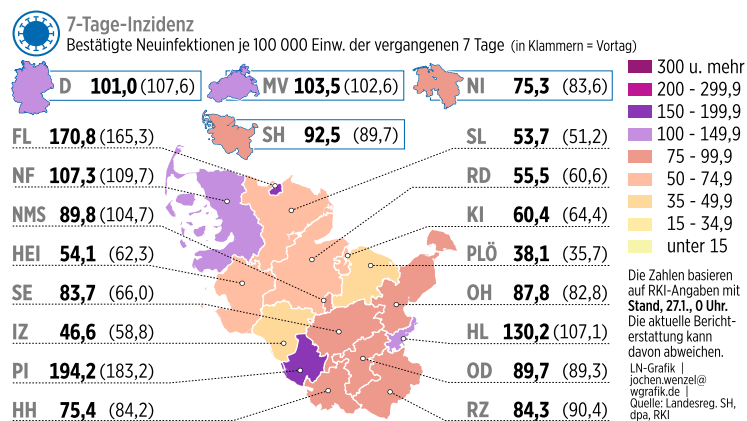 7-Tage-Inzidenz
Bestätigte Neuinfektionen je 100 000 Einw. der vergangenen 7 Tage (in Klammern = Vortag)
D 101,0 (107,6)
MV 103,5 (102,6)
NI 75,3 (83,6)
SH 92,5 (89,7)
FL 170,8 (165,3)
NF 107,3 (109,7)
NMS 89,8 (104,7)
HEI 54,1 (62,3)
SE 83,7 (66,0)
IZ 46,6 (58,8)
PI 194,2 (183,2)
HH 75,4 (84,2)
SL 53,7 (51,2)
RD 55,5 (60,6)
KI 60,4 (64,4)
PLÖ 38,1 (35,7)
OH 87,8 (82,8)
HL 130,2 (107,1)
OD 89,7 (89,3)
RZ 84,3 (90,4)
300 u. mehr
200 - 299,9
150 - 199,9
100 - 149,9
75 - 99,9
50 - 74,9
35 - 49,9
15 - 34,9
unter 15
Die Zahlen basieren
auf RKI-Angaben mit
Stand, 27.1., 0 Uhr.
Die aktuelle Bericht-
erstattung kann
davon abweichen.
LN-Grafik |
jochen.wenzel@
wgrafik.de |
Quelle: Landesreg. SH,
dpa, RKI